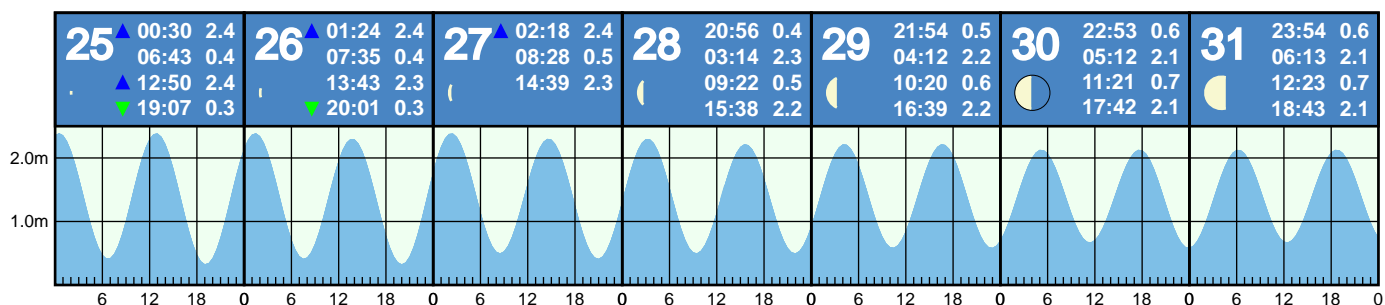 25 ▲ 00:30 2.4
06:43 0.4
▲ 12:50 2.4
▼ 19:07 0.3
26 ▲ 01:24 2.4
07:35 0.4
13:43 2.3
▼ 20:01 0.3
27 ▲ 02:18 2.4
08:28 0.5
14:39 2.3
28 20:56 0.4
03:14 2.3
09:22 0.5
15:38 2.2
29 21:54 0.5
04:12 2.2
10:20 0.6
16:39 2.2
30 22:53 0.6
05:12 2.1
11:21 0.7
17:42 2.1
31 23:54 0.6
06:13 2.1
12:23 0.7
18:43 2.1
2.0m
1.0m
6 12 18 0 6 12 18 0 6 12 18 0 6 12 18 0 6 12 18 0 6 12 18 0 6 12 18 0